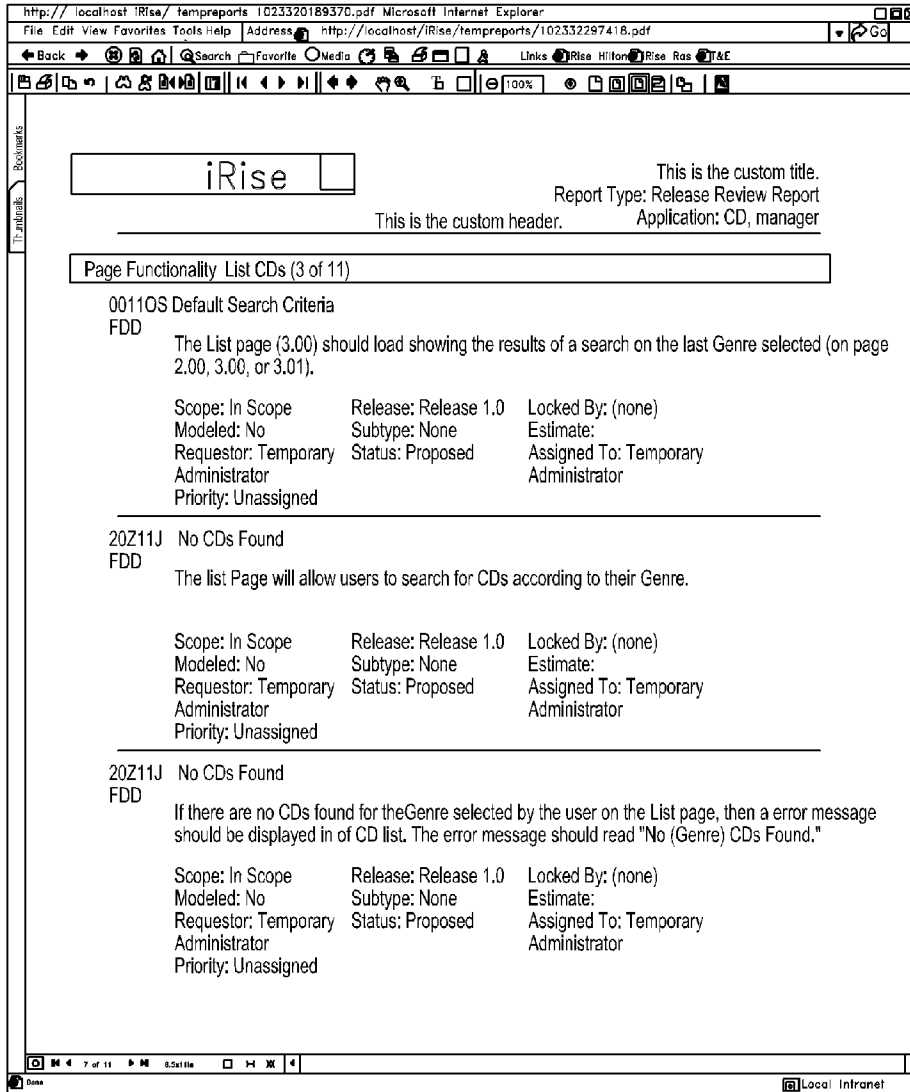 http:// localhost iRise/ tempreports 1023320189370.pdf Microsoft Internet Explorer
File Edit View Favorites Tools Help Address http://localhost/iRise/tempreports/102332297418.pdf Go
Back Search Favorite Media Links iRise Hilton iRise Ras T&E
100%
Bookmarks
Thumbnails
iRise
This is the custom title.
Report Type: Release Review Report
This is the custom header. Application: CD, manager
Page Functionality List CDs (3 of 11)
0011OS Default Search Criteria
FDD
The List page (3.00) should load showing the results of a search on the last Genre selected (on page
2.00, 3.00, or 3.01).
Scope: In Scope Release: Release 1.0 Locked By: (none)
Modeled: No Subtype: None Estimate:
Requestor: Temporary Status: Proposed Assigned To: Temporary
Administrator Administrator
Priority: Unassigned
20Z11J No CDs Found
FDD
The list Page will allow users to search for CDs according to their Genre.
Scope: In Scope Release: Release 1.0 Locked By: (none)
Modeled: No Subtype: None Estimate:
Requestor: Temporary Status: Proposed Assigned To: Temporary
Administrator Administrator
Priority: Unassigned
20Z11J No CDs Found
FDD
If there are no CDs found for theGenre selected by the user on the List page, then a error message
should be displayed in of CD list. The error message should read "No (Genre) CDs Found."
Scope: In Scope Release: Release 1.0 Locked By: (none)
Modeled: No Subtype: None Estimate:
Requestor: Temporary Status: Proposed Assigned To: Temporary
Administrator Administrator
Priority: Unassigned
7 of 11
Done Local Intranet